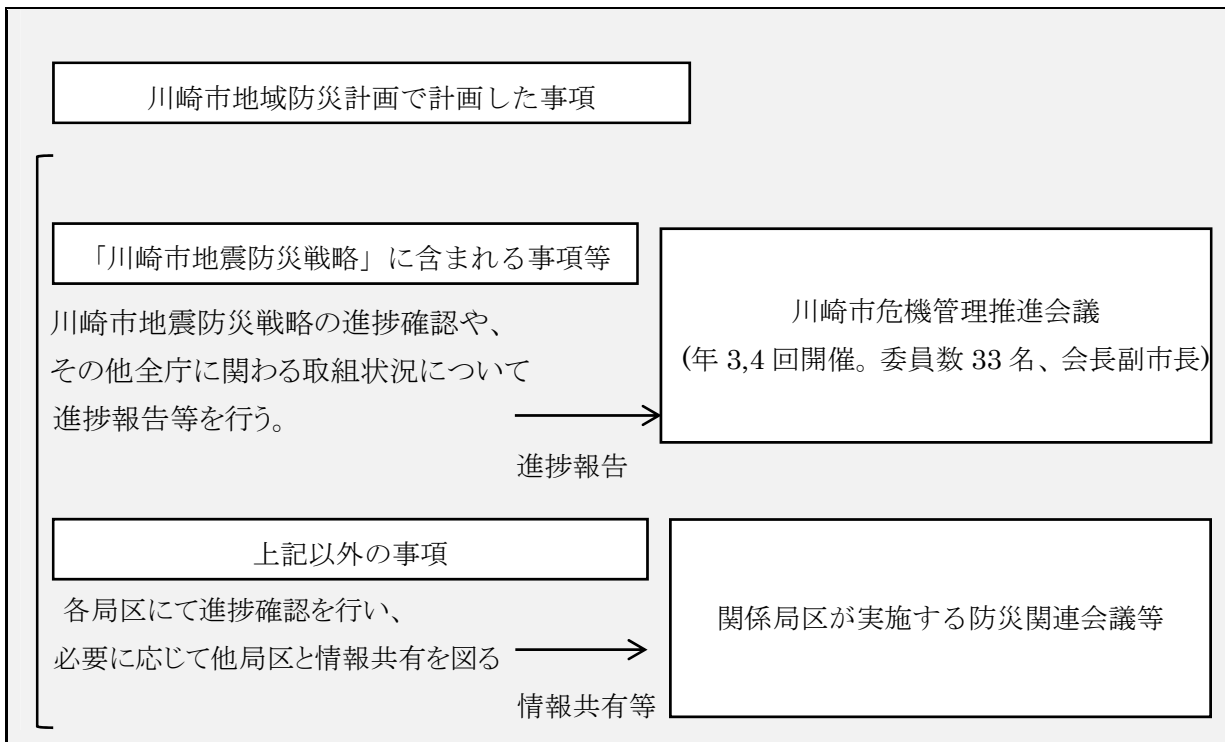 川崎市地域防災計画で計画した事項
「川崎市地震防災戦略」に含まれる事項等
川崎市地震防災戦略の進捗確認や、
その他全庁に関わる取組状況について
進捗報告等を行う。
進捗報告
川崎市危機管理推進会議
(年 3,4 回開催。委員数 33 名、会長副市長)
上記以外の事項
各局区にて進捗確認を行い、
必要に応じて他局区と情報共有を図る
情報共有等
関係局区が実施する防災関連会議等